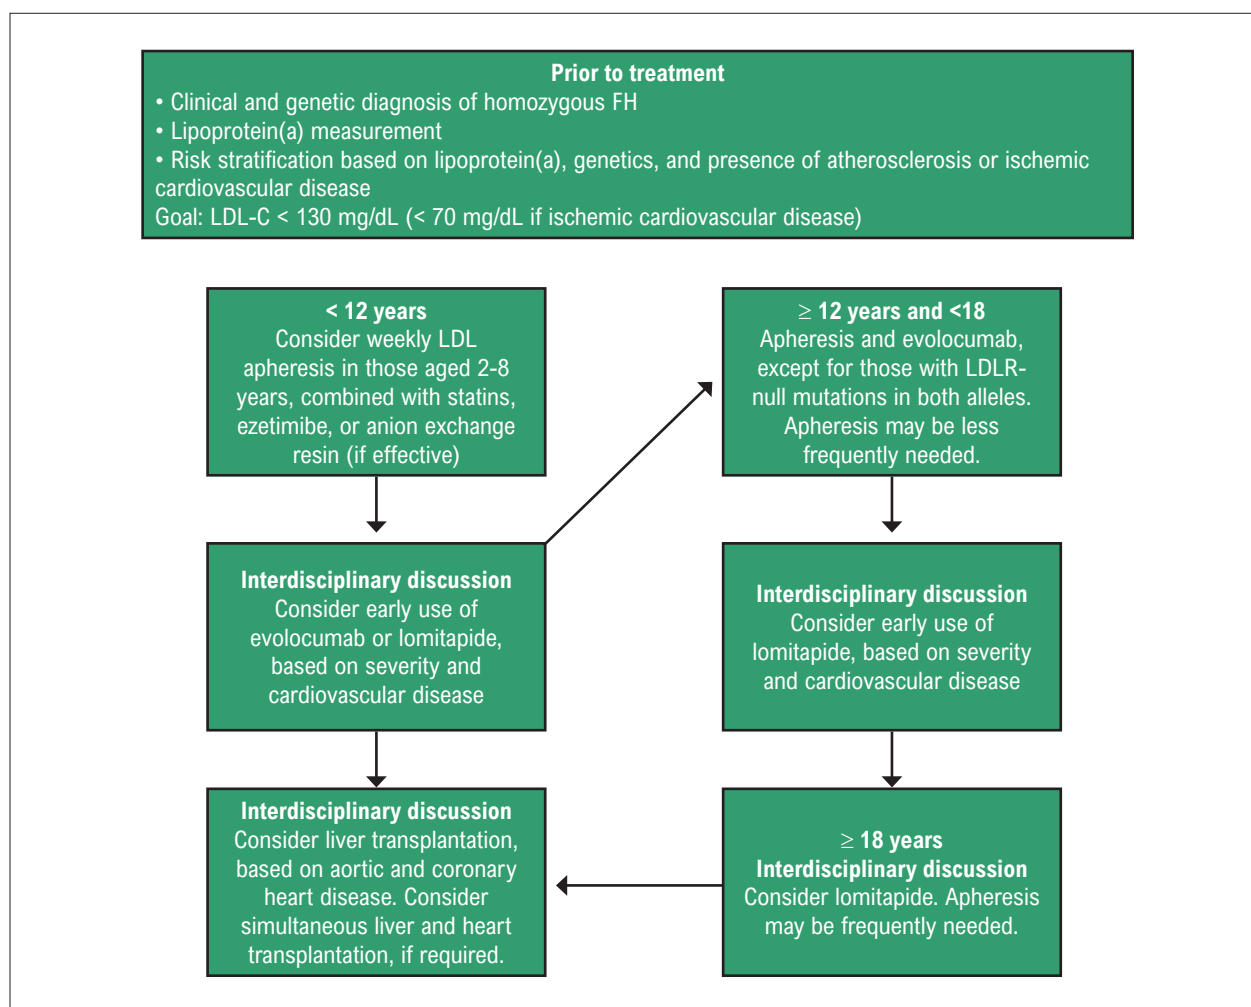 Prior to treatment
• Clinical and genetic diagnosis of homozygous FH
• Lipoprotein(a) measurement
• Risk stratification based on lipoprotein(a), genetics, and presence of atherosclerosis or ischemic
cardiovascular disease
Goal: LDL-C < 130 mg/dL (< 70 mg/dL if ischemic cardiovascular disease)
< 12 years
Consider weekly LDL
apheresis in those aged 2-8
years, combined with statins,
ezetimibe, or anion exchange
resin (if effective)
≥ 12 years and <18
Apheresis and evolocumab,
except for those with LDLR-
null mutations in both alleles.
Apheresis may be less
frequently needed.
Interdisciplinary discussion
Consider early use of
evolocumab or lomitapide,
based on severity and
cardiovascular disease
Interdisciplinary discussion
Consider early use of
lomitapide, based on severity
and cardiovascular disease
Interdisciplinary discussion
Consider liver transplantation,
based on aortic and coronary
heart disease. Consider
simultaneous liver and heart
transplantation, if required.
≥ 18 years
Interdisciplinary discussion
Consider lomitapide. Apheresis
may be frequently needed.